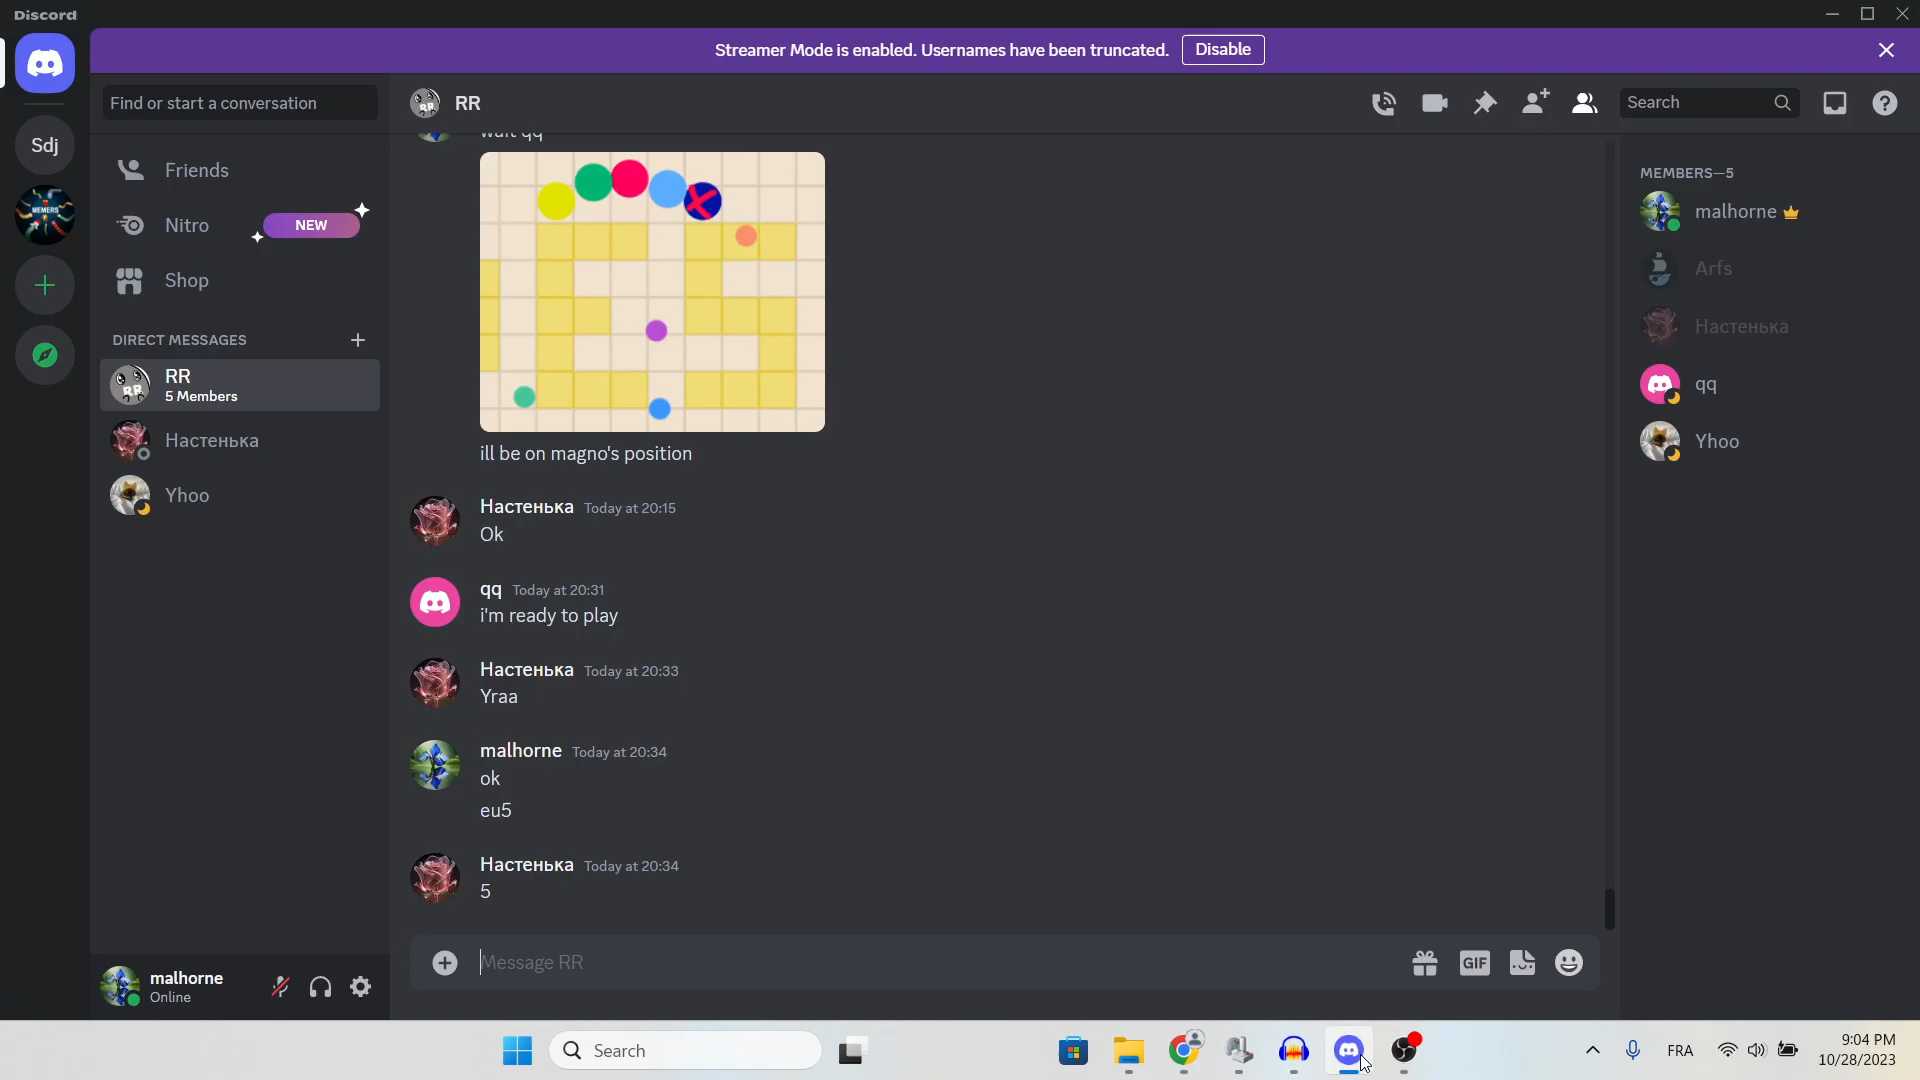 Discord
Streamer Mode is enabled. Usernames have been truncated.
Disable
Find or start a conversation
RR
Search
Sdj
MEMERS
Friends
Nitro
NEW
Shop
DIRECT MESSAGES
RR
5 Members
Настенька
Yhoo
wait qq
ill be on magno's position
Настенька Today at 20:15
Ok
qq Today at 20:31
i'm ready to play
Настенька Today at 20:33
Yraa
malhorne Today at 20:34
ok
eu5
Настенька Today at 20:34
5
Message RR
GIF
MEMBERS—5
malhorne
Arfs
Настенька
qq
Yhoo
malhorne
Online
Search
FRA
9:04 PM
10/28/2023